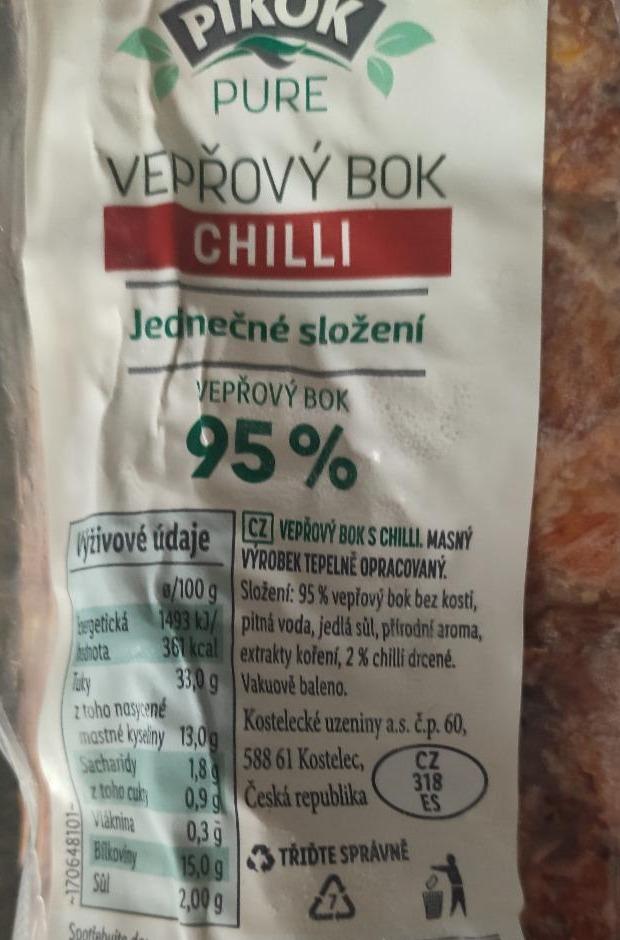 PIKOK
PURE
VEPŘOVÝ BOK
CHILLI
Jedinečné složení
VEPŘOVÝ BOK
95 %
Výživové údaje
ø/100 g
Energetická 1493 kJ/
hodnota 361 kcal
Tuky 33,0 g
z toho nasycené
mastné kyseliny 13,0 g
Sacharidy 1,8 g
z toho cukry 0,9 g
Vláknina 0,3 g
Bílkoviny 15,0 g
Sůl 2,00 g
CZ VEPŘOVÝ BOK S CHILLI. MASNÝ
VÝROBEK TEPELNĚ OPRACOVANÝ.
Složení: 95 % vepřový bok bez kosti,
pitná voda, jedlá sůl, přírodní aroma,
extrakty koření, 2 % chilli drcené.
Vakuově baleno.
Kostelecké uzeniny a.s. č.p. 60,
588 61 Kostelec,
Česká republika
CZ
318
ES
TŘIĎTE SPRÁVNĚ
7
-170648101-
Spotřebujte